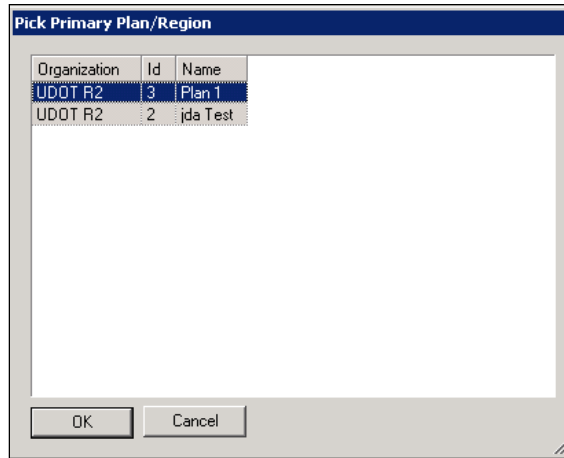 Pick Primary Plan/Region
Organization Id Name
UDOT R2 3 Plan 1
UDOT R2 2 jda Test
OK Cancel